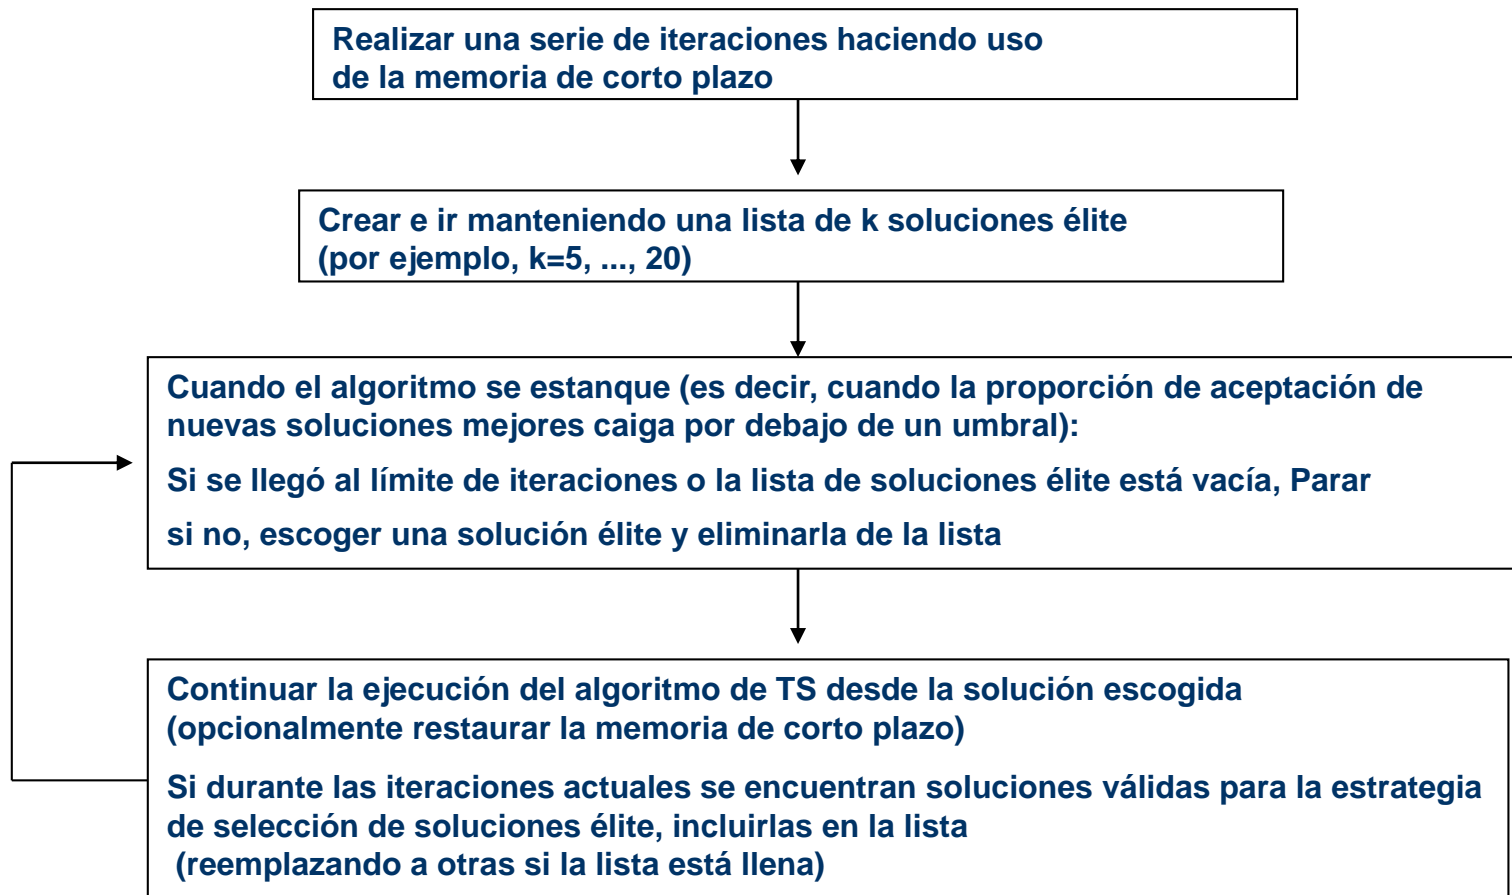 Realizar una serie de iteraciones haciendo uso
de la memoria de corto plazo
Crear e ir manteniendo una lista de k soluciones élite
(por ejemplo, k=5, ..., 20)
Cuando el algoritmo se estanque (es decir, cuando la proporción de aceptación de
nuevas soluciones mejores caiga por debajo de un umbral):
Si se llegó al límite de iteraciones o la lista de soluciones élite está vacía, Parar
si no, escoger una solución élite y eliminarla de la lista
Continuar la ejecución del algoritmo de TS desde la solución escogida
(opcionalmente restaurar la memoria de corto plazo)
Si durante las iteraciones actuales se encuentran soluciones válidas para la estrategia
de selección de soluciones élite, incluirlas en la lista
(reemplazando a otras si la lista está llena)